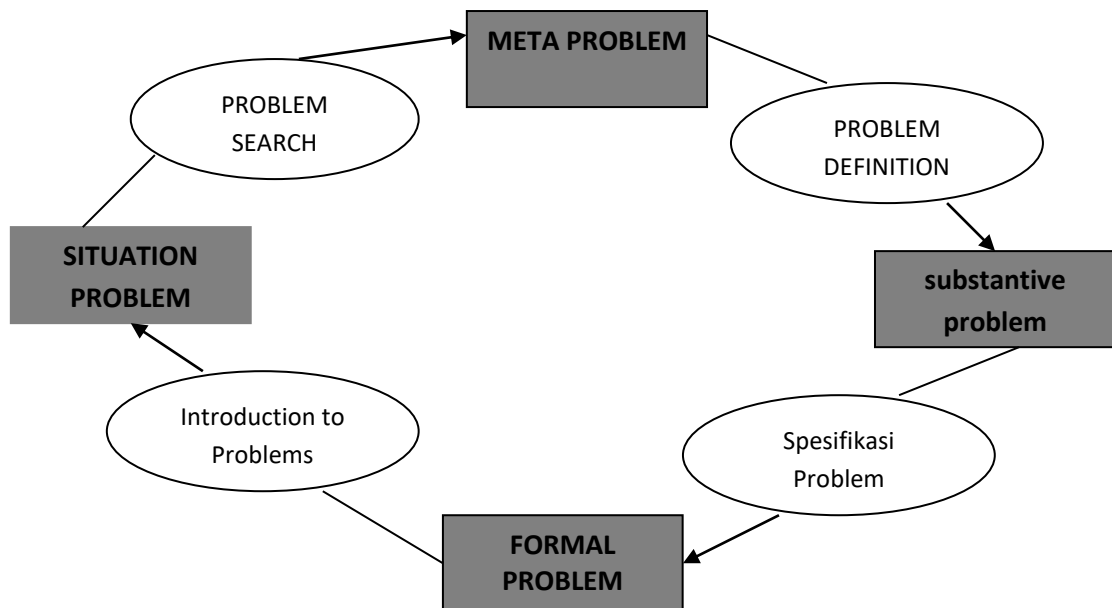 META PROBLEM
PROBLEM
SEARCH
PROBLEM
DEFINITION
SITUATION
PROBLEM
substantive
problem
Introduction to
Problems
Spesifikasi
Problem
FORMAL
PROBLEM